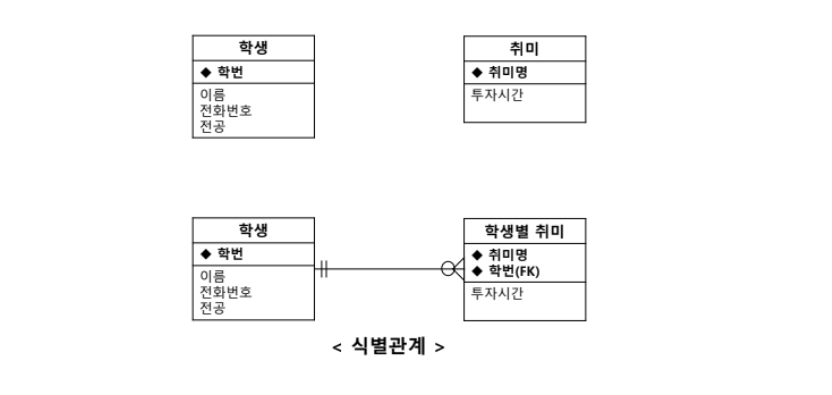 학생
◆ 학번
이름
전화번호
전공
취미
◆ 취미명
투자시간
학생
◆ 학번
이름
전화번호
전공
학생별 취미
◆ 취미명
◆ 학번(FK)
투자시간
< 식별관계 >